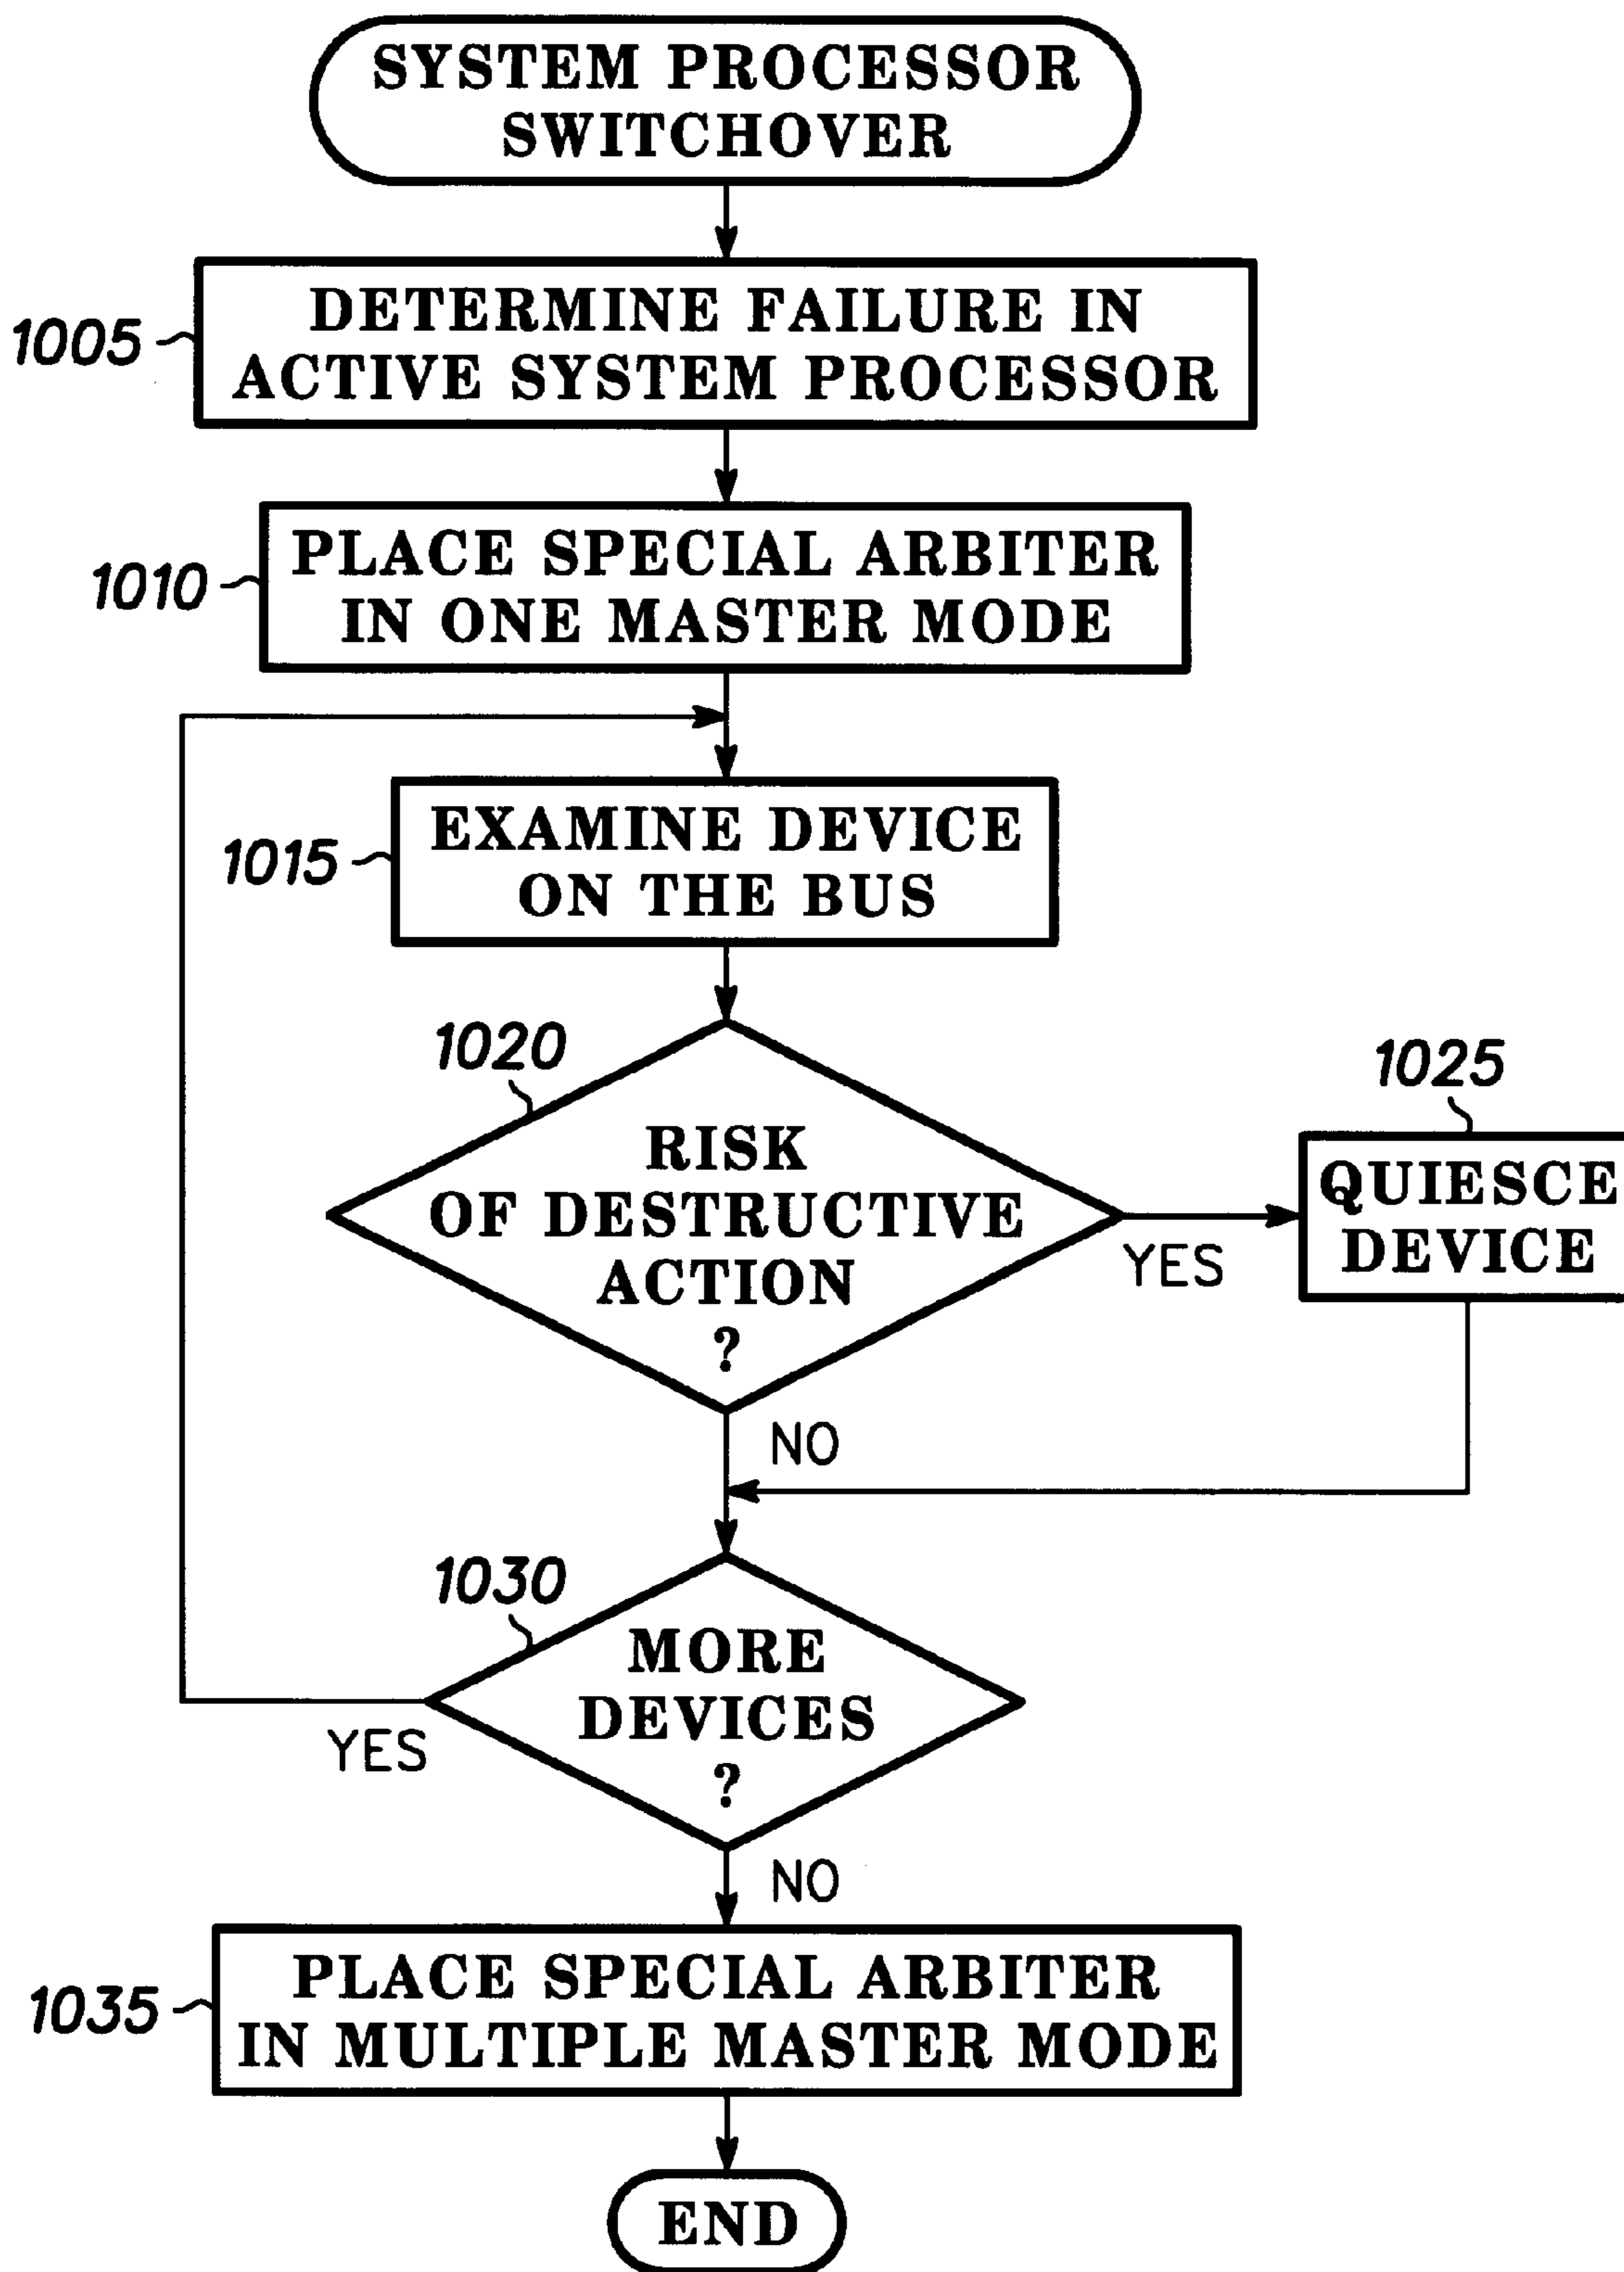 SYSTEM PROCESSOR
SWITCHOVER
1005
DETERMINE FAILURE IN
ACTIVE SYSTEM PROCESSOR
1010
PLACE SPECIAL ARBITER
IN ONE MASTER MODE
1015
EXAMINE DEVICE
ON THE BUS
1020
RISK
OF DESTRUCTIVE
ACTION
?
YES
1025
QUIESCE
DEVICE
NO
1030
MORE
DEVICES
?
YES
NO
1035
PLACE SPECIAL ARBITER
IN MULTIPLE MASTER MODE
END